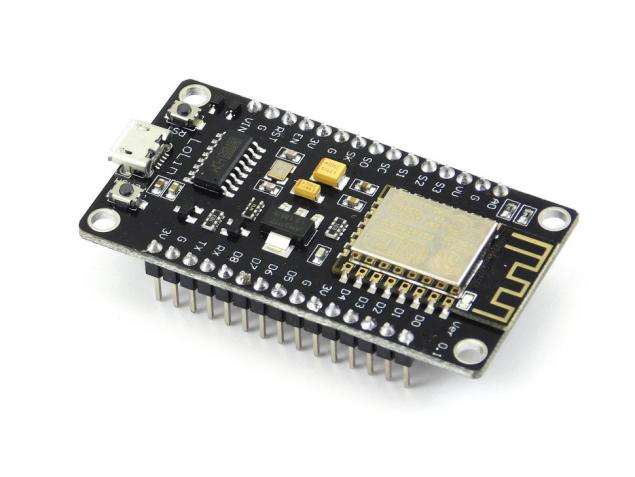 VIN
G
RST
EN
3V
G
SK
SO
SC
S1
S2
S3
VU
G
A0
RST
LoLin
3V
G
TX
RX
D8
D7
D6
D5
G
3V
D4
D3
D2
D1
D0
Ver 0.1